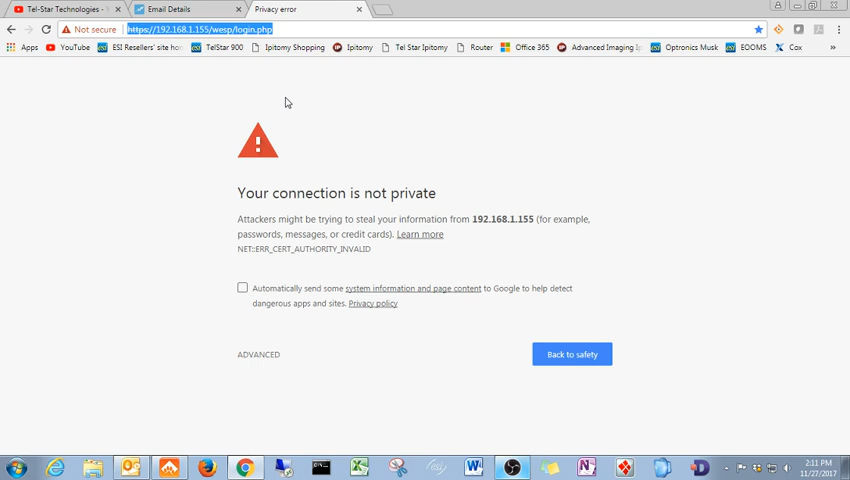 Tel-Star Technologies -
Email Details
Privacy error
Not secure
https://192.168.1.155/wesp/login.php
Apps
YouTube
ESI Resellers' site hom
TelStar 900
Ipitomy Shopping
Ipitomy
Tel Star Ipitomy
Router
Office 365
Advanced Imaging Ip
Optronics Musk
EOOMS
Cox
Your connection is not private
Attackers might be trying to steal your information from 192.168.1.155 (for example,
passwords, messages, or credit cards). Learn more
NET::ERR_CERT_AUTHORITY_INVALID
Automatically send some system information and page content to Google to help detect
dangerous apps and sites. Privacy policy
ADVANCED
Back to safety
2:11 PM
11/27/2017